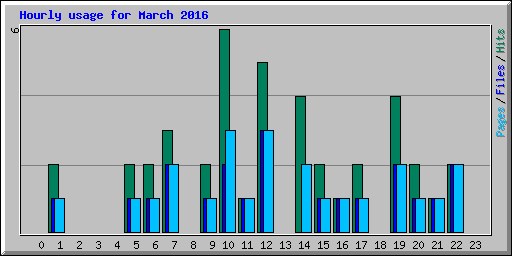 Hourly usage for March 2016
6
Pages/Files/Hits
0 1 2 3 4 5 6 7 8 9 10 11 12 13 14 15 16 17 18 19 20 21 22 23